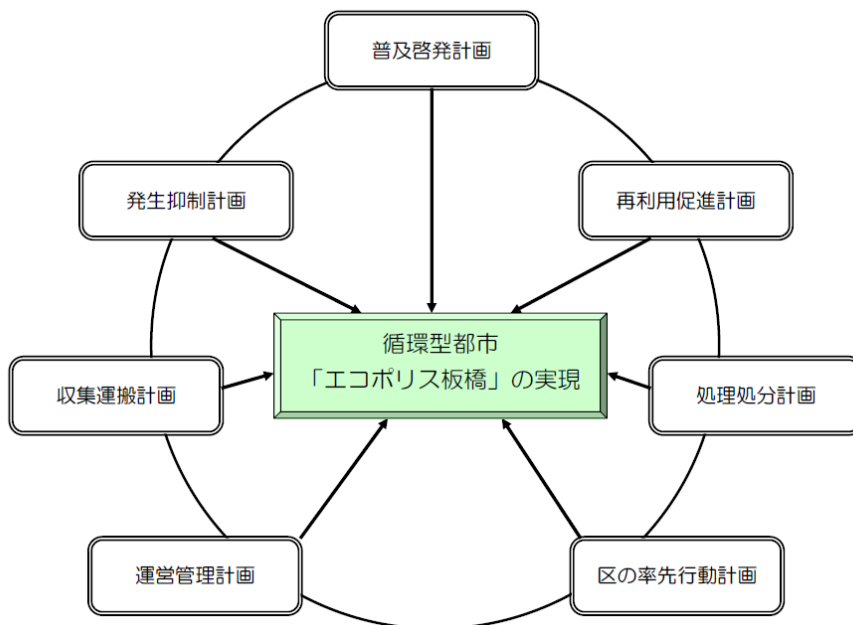 普及啓発計画
発生抑制計画
再利用促進計画
循環型都市
「エコポリス板橋」の実現
収集運搬計画
処理処分計画
運営管理計画
区の率先行動計画